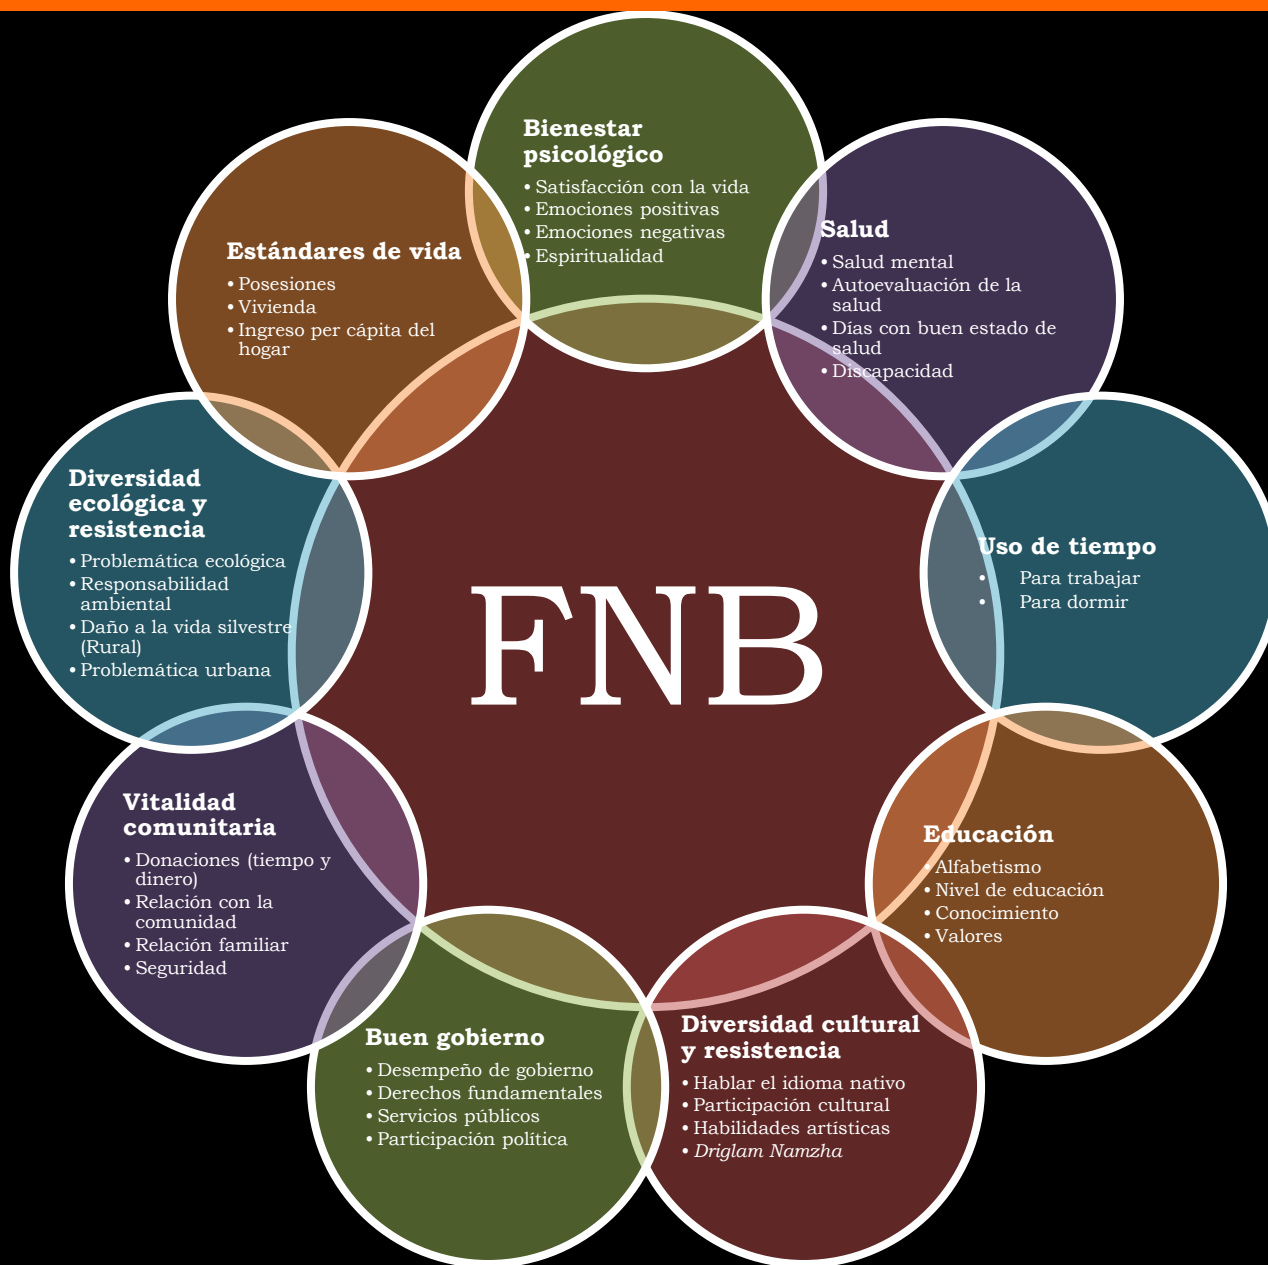 Bienestar
psicológico
• Satisfacción con la vida
• Emociones positivas
• Emociones negativas
• Espiritualidad
Salud
• Salud mental
• Autoevaluación de la
salud
• Días con buen estado de
salud
• Discapacidad
Uso de tiempo
• Para trabajar
• Para dormir
Educación
• Alfabetismo
• Nivel de educación
• Conocimiento
• Valores
Diversidad cultural
y resistencia
• Hablar el idioma nativo
• Participación cultural
• Habilidades artísticas
• Driglam Namzha
Buen gobierno
• Desempeño de gobierno
• Derechos fundamentales
• Servicios públicos
• Participación política
Vitalidad
comunitaria
• Donaciones (tiempo y
dinero)
• Relación con la
comunidad
• Relación familiar
• Seguridad
Diversidad
ecológica y
resistencia
• Problemática ecológica
• Responsabilidad
ambiental
• Daño a la vida silvestre
(Rural)
• Problemática urbana
Estándares de vida
• Posesiones
• Vivienda
• Ingreso per cápita del
hogar
FNB